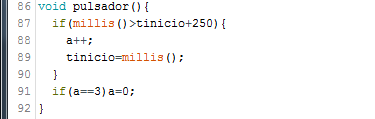 86 void pulsador(){
87 if(millis()>tinicio+250){
88 a++;
89 tinicio=millis();
90 }
91 if(a==3)a=0;
92 }